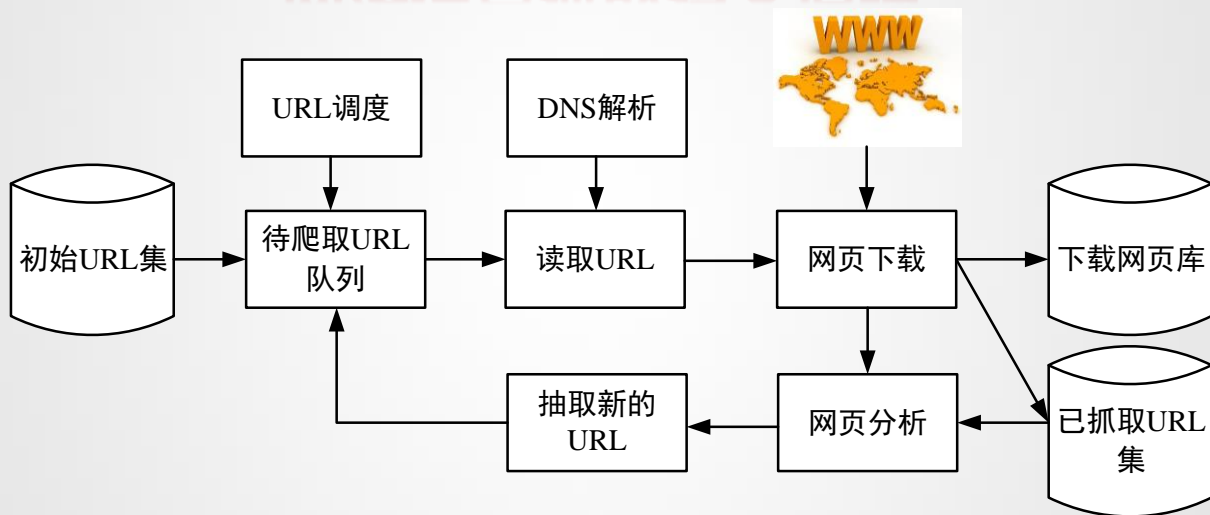 WWW
URL调度
DNS解析
初始URL集
待爬取URL
队列
读取URL
网页下载
下载网页库
抽取新的
URL
网页分析
已抓取URL
集